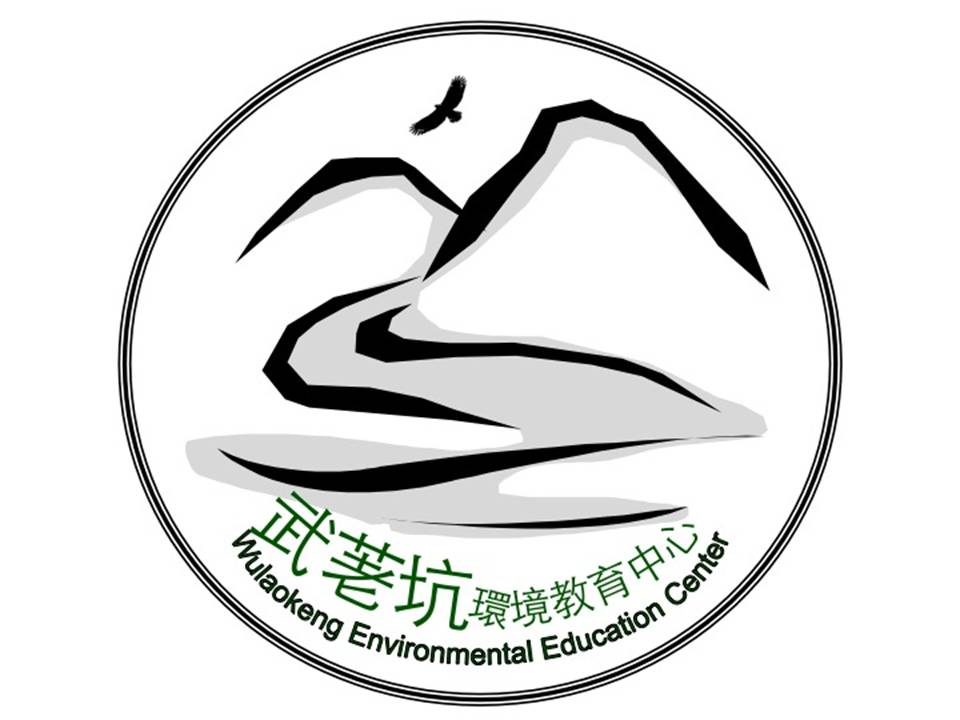 武荖坑環境教育中心
Wulaokeng Environmental Education Center